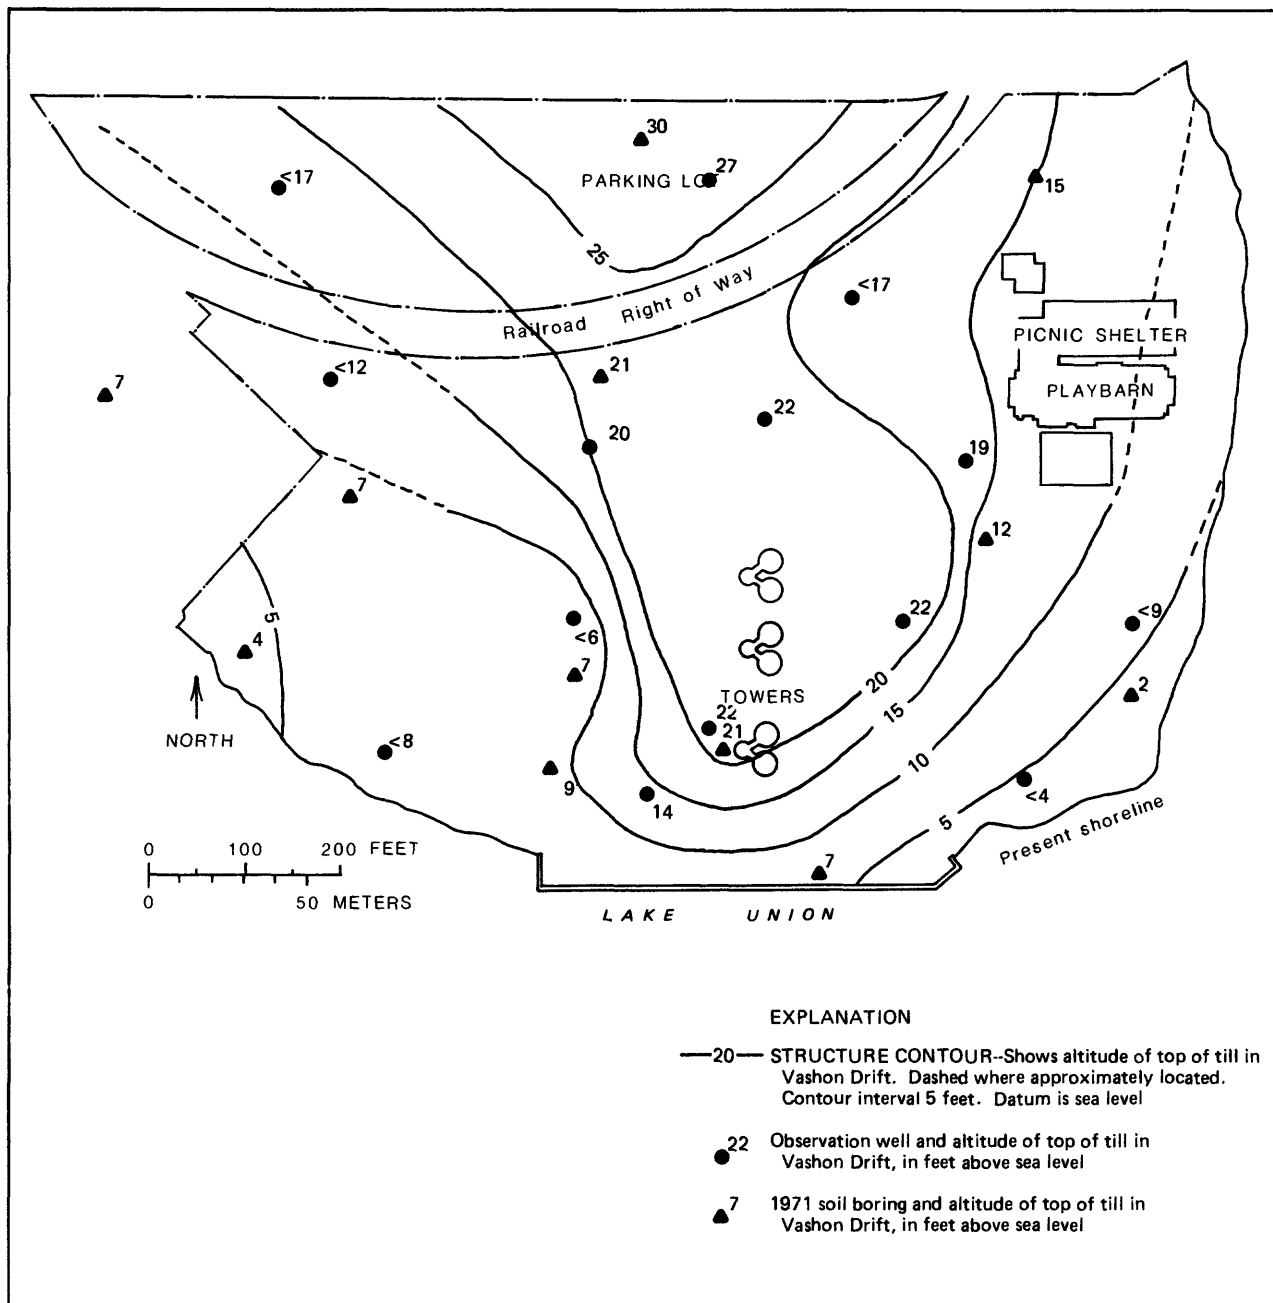 30
<17
27
PARKING LOT
15
25
<17
Railroad Right of Way
PICNIC SHELTER
<12
21
7
PLAYBARN
22
20
19
7
12
5
22
<9
<6
4
7
20
2
TOWERS
22
15
21
NORTH
<8
10
9
14
<4
5
Present shoreline
0 100 200 FEET
7
0 50 METERS
LAKE UNION
EXPLANATION
20 STRUCTURE CONTOUR--Shows altitude of top of till in
Vashon Drift. Dashed where approximately located.
Contour interval 5 feet. Datum is sea level
22 Observation well and altitude of top of till in
Vashon Drift, in feet above sea level
7 1971 soil boring and altitude of top of till in
Vashon Drift, in feet above sea level